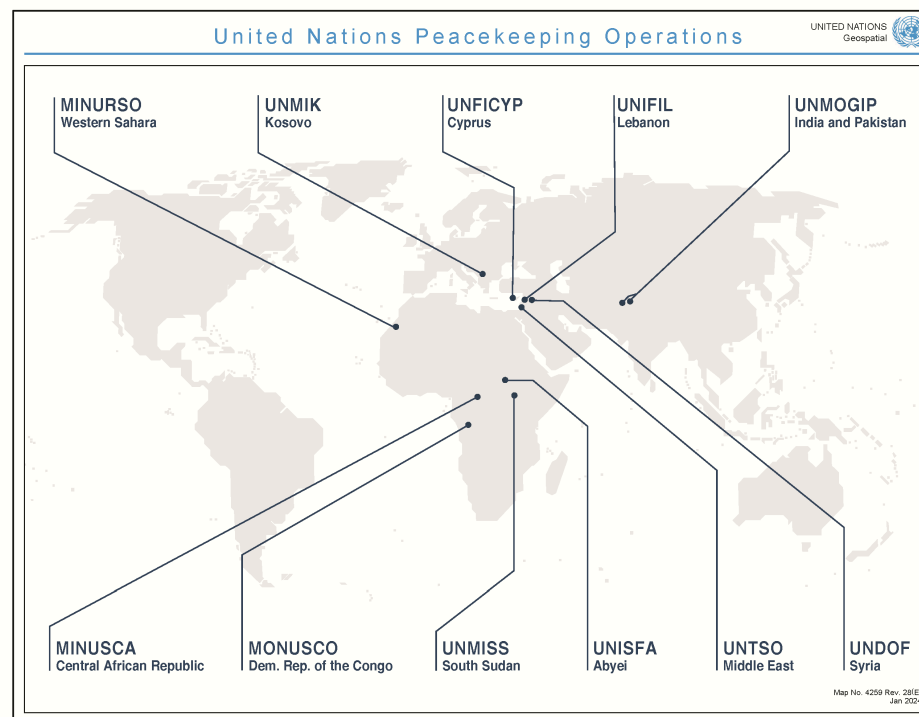 United Nations Peacekeeping Operations
UNITED NATIONS
Geospatial
MINURSO
Western Sahara
UNMIK
Kosovo
UNFICYP
Cyprus
UNIFIL
Lebanon
UNMOGIP
India and Pakistan
MINUSCA
Central African Republic
MONUSCO
Dem. Rep. of the Congo
UNMISS
South Sudan
UNISFA
Abyei
UNTSO
Middle East
UNDOF
Syria
Map No. 4259 Rev. 28(E
Jan 2024